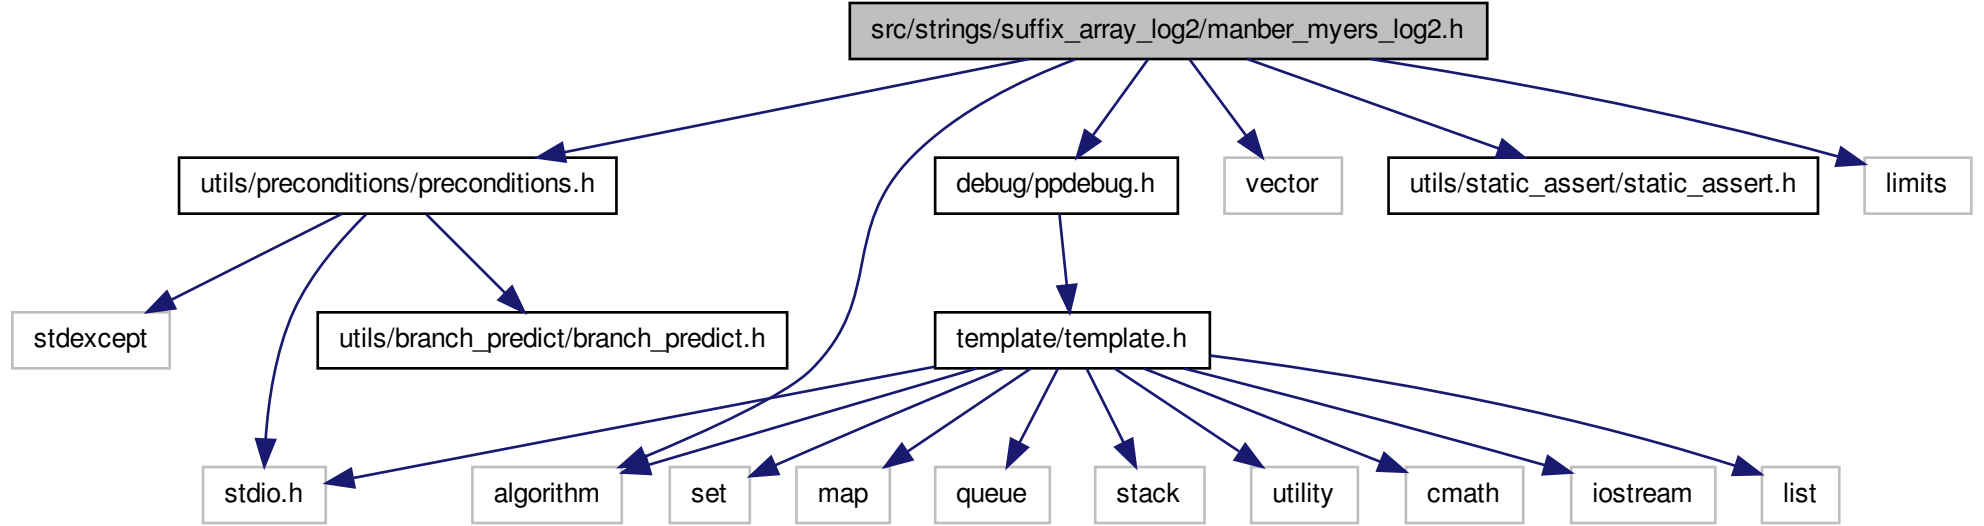 src/strings/suffix_array_log2/manber_myers_log2.h
utils/preconditions/preconditions.h
debug/ppdebug.h
vector
utils/static_assert/static_assert.h
limits
stdexcept
utils/branch_predict/branch_predict.h
template/template.h
stdio.h
algorithm
set
map
queue
stack
utility
cmath
iostream
list